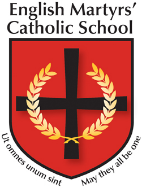 English Martyrs'
Catholic School
Ut omnes unum sint
May they all be one